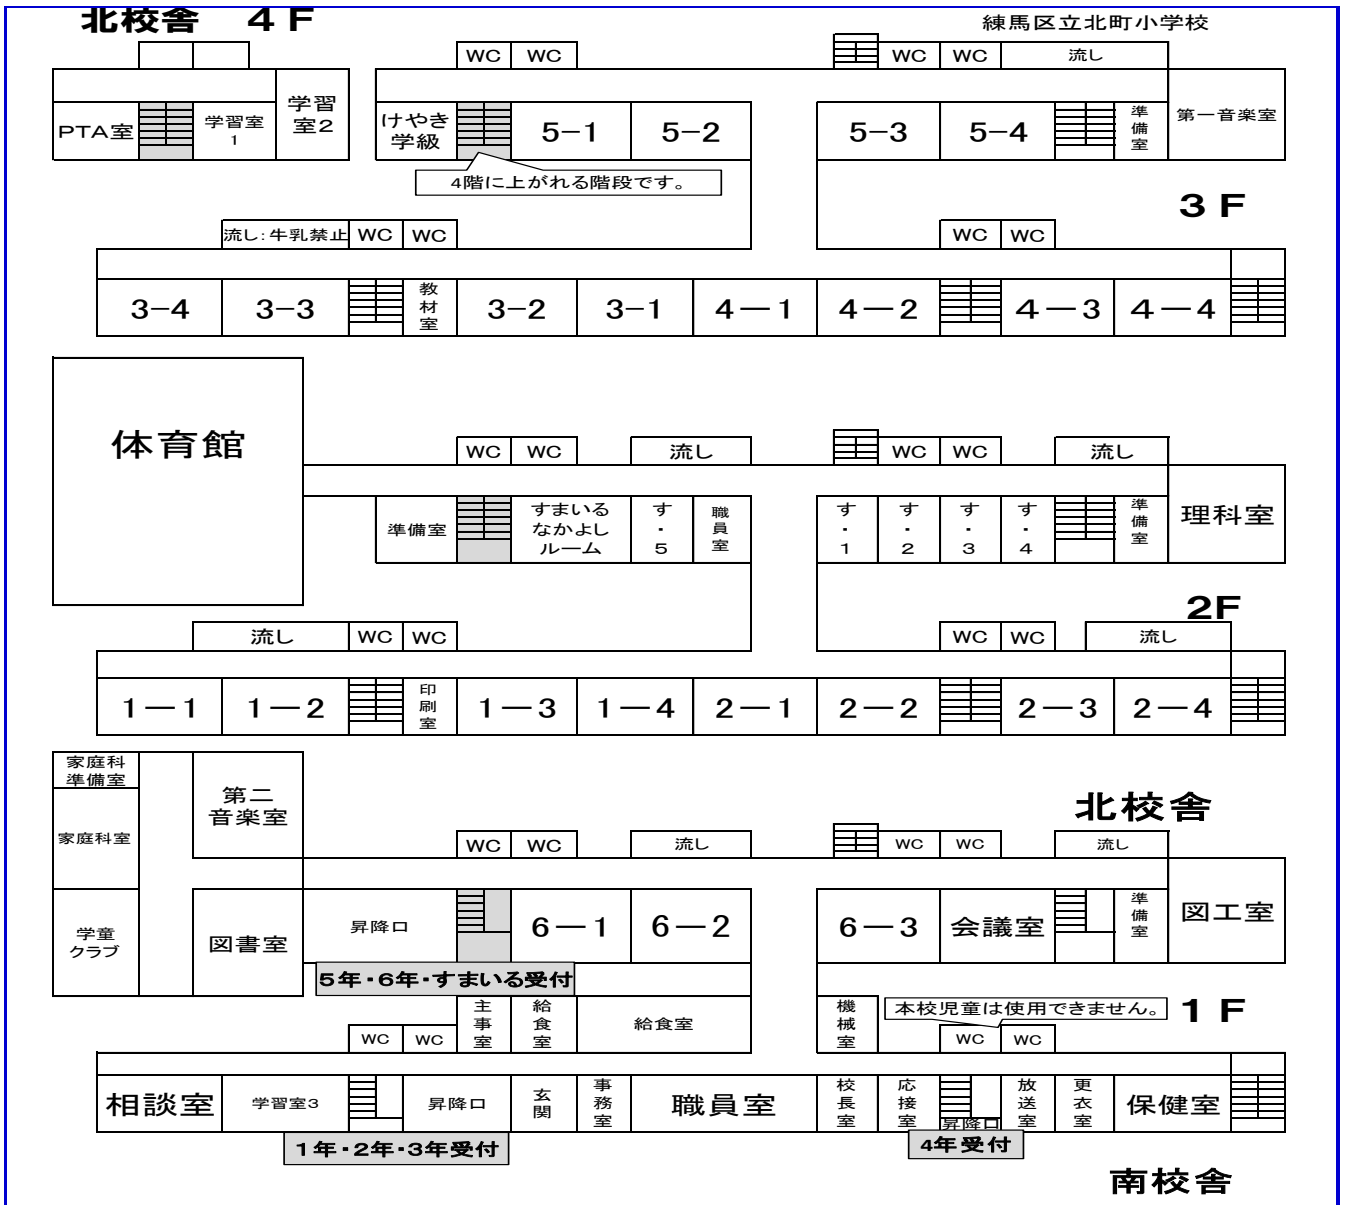 北校舎 4F
練馬区立北町小学校
WC WC
WC WC 流し
PTA室
学習室
1
学習
室2
けやき
学級
5-1 5-2
5-3 5-4
準備室
第一音楽室
4階に上がれる階段です。
3F
流し:牛乳禁止 WC WC
WC WC
3-4 3-3
教材室
3-2 3-1 4-1 4-2
4-3 4-4
体育館
WC WC 流し
WC WC 流し
準備室
すまいる
なかよし
ルーム
す・5
職員室
す・1
す・2
す・3
す・4
準備室
理科室
2F
流し WC WC
WC WC 流し
1-1 1-2
印刷室
1-3 1-4 2-1 2-2
2-3 2-4
家庭科
準備室
家庭科室
学童
クラブ
第二
音楽室
図書室
北校舎
WC WC 流し
WC WC 流し
昇降口
6-1 6-2
6-3 会議室
準備室
図工室
5年・6年・すまいる受付
主事室
給食室
給食室
機械室
本校児童は使用できません。
1F
WC WC
WC WC
相談室 学習室3
昇降口
玄関
事務室
職員室
校長室
応接室
昇降口
放送室
更衣室
保健室
1年・2年・3年受付
4年受付
南校舎